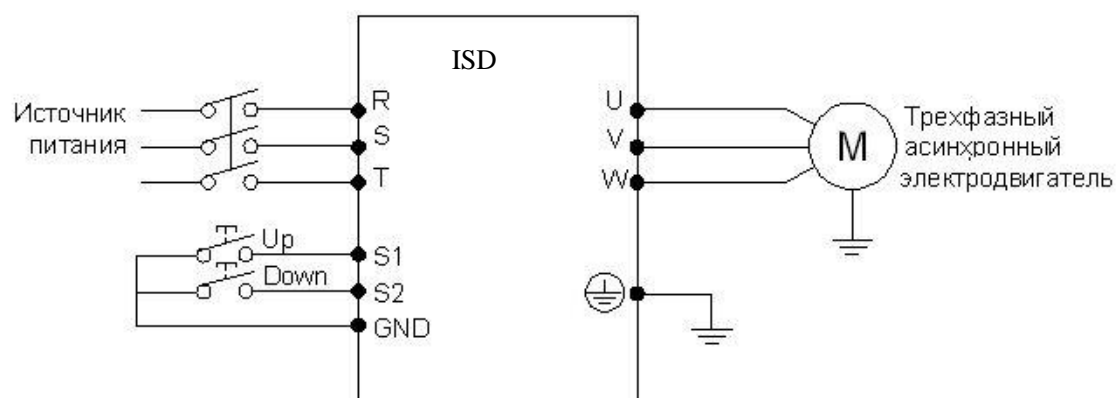 ISD
Источник
питания
R
S
T
Up
S1
Down
S2
GND
U
V
W
M
Трехфазный
асинхронный
электродвигатель